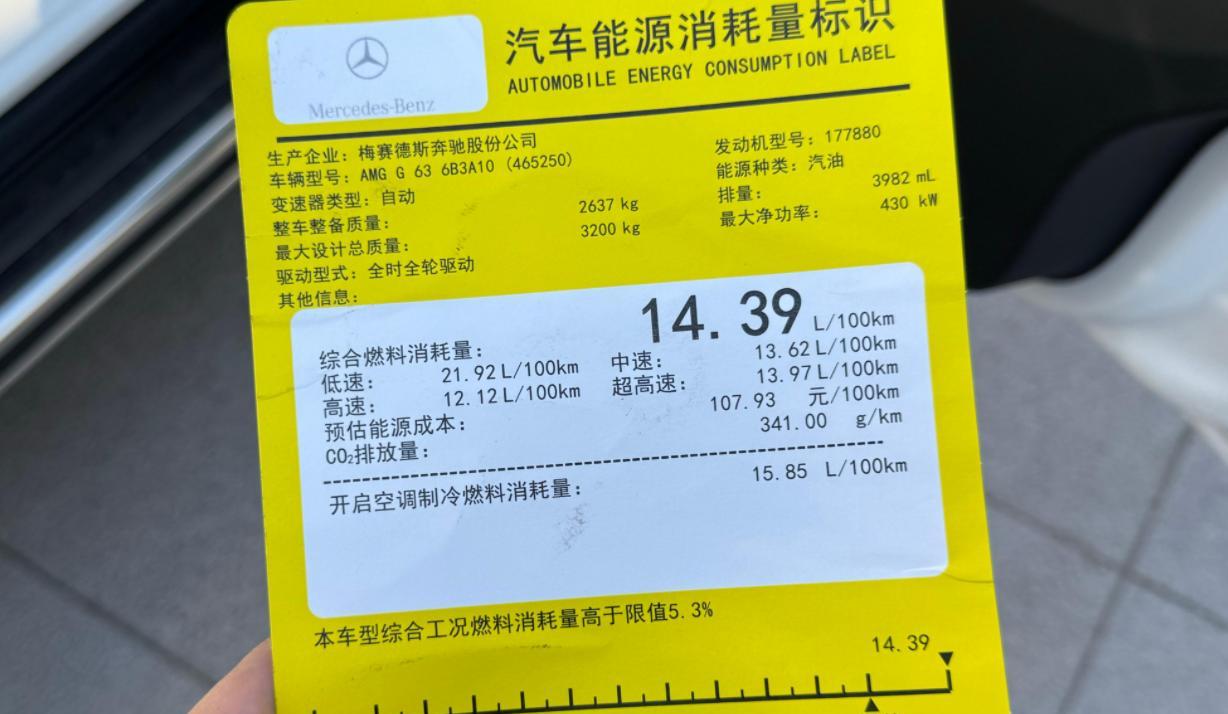 汽车能源消耗量标识
AUTOMOBILE ENERGY CONSUMPTION LABEL
Mercedes-Benz
生产企业：梅赛德斯奔驰股份公司
车辆型号：AMG G 63 6B3A10 (465250)
变速器类型：自动
整车整备质量： 2637 kg
最大设计总质量： 3200 kg
驱动型式：全时全轮驱动
其他信息：
发动机型号：177880
能源种类：汽油
排量： 3982 mL
最大净功率： 430 kW
综合燃料消耗量： 14.39 L/100km
低速： 21.92 L/100km 中速： 13.62 L/100km
高速： 12.12 L/100km 超高速： 13.97 L/100km
预估能源成本： 107.93 元/100km
CO₂排放量： 341.00 g/km
开启空调制冷燃料消耗量： 15.85 L/100km
本车型综合工况燃料消耗量高于限值5.3%
14.39